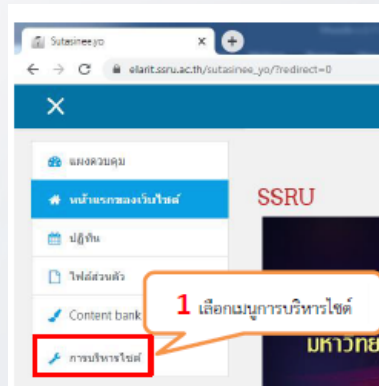 Sutasinee yo
elarit.ssru.ac.th/sutasinee_yo/?redirect=0
แผงควบคุม
หน้าแรกของเว็บไซต์
SSRU
ปฏิทิน
ไฟล์ส่วนตัว
Content bank
1 เลือกเมนูการบริหารไซต์
การบริหารไซต์
มหาวิทย